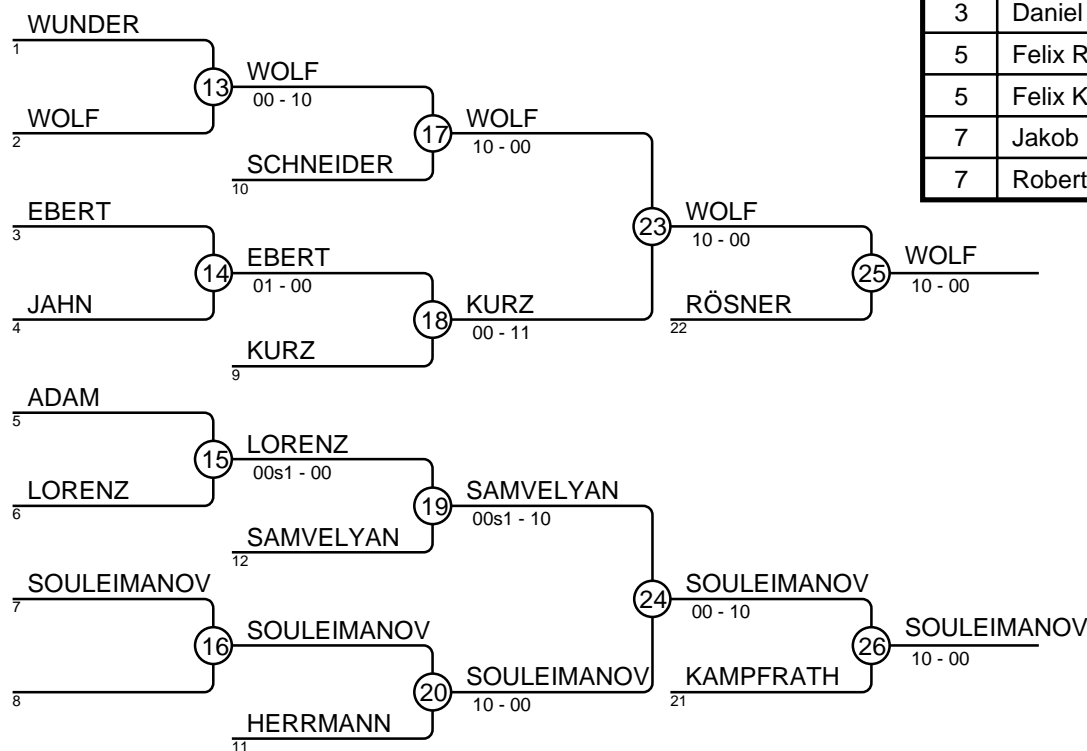 WUNDER
1
13
WOLF
00 - 10
WOLF
2
17
WOLF
10 - 00
SCHNEIDER
10
EBERT
3
23
WOLF
10 - 00
14
EBERT
01 - 00
JAHN
4
18
KURZ
00 - 11
KURZ
9
25
WOLF
10 - 00
RÖSNER
22
ADAM
5
15
LORENZ
00s1 - 00
LORENZ
6
19
SAMVELYAN
00s1 - 10
SAMVELYAN
12
SOULEIMANOV
7
24
SOULEIMANOV
00 - 10
16
SOULEIMANOV
8
20
SOULEIMANOV
10 - 00
HERRMANN
11
26
SOULEIMANOV
10 - 00
KAMPFRATH
21
3 Daniel
5 Felix R
5 Felix K
7 Jakob
7 Robert